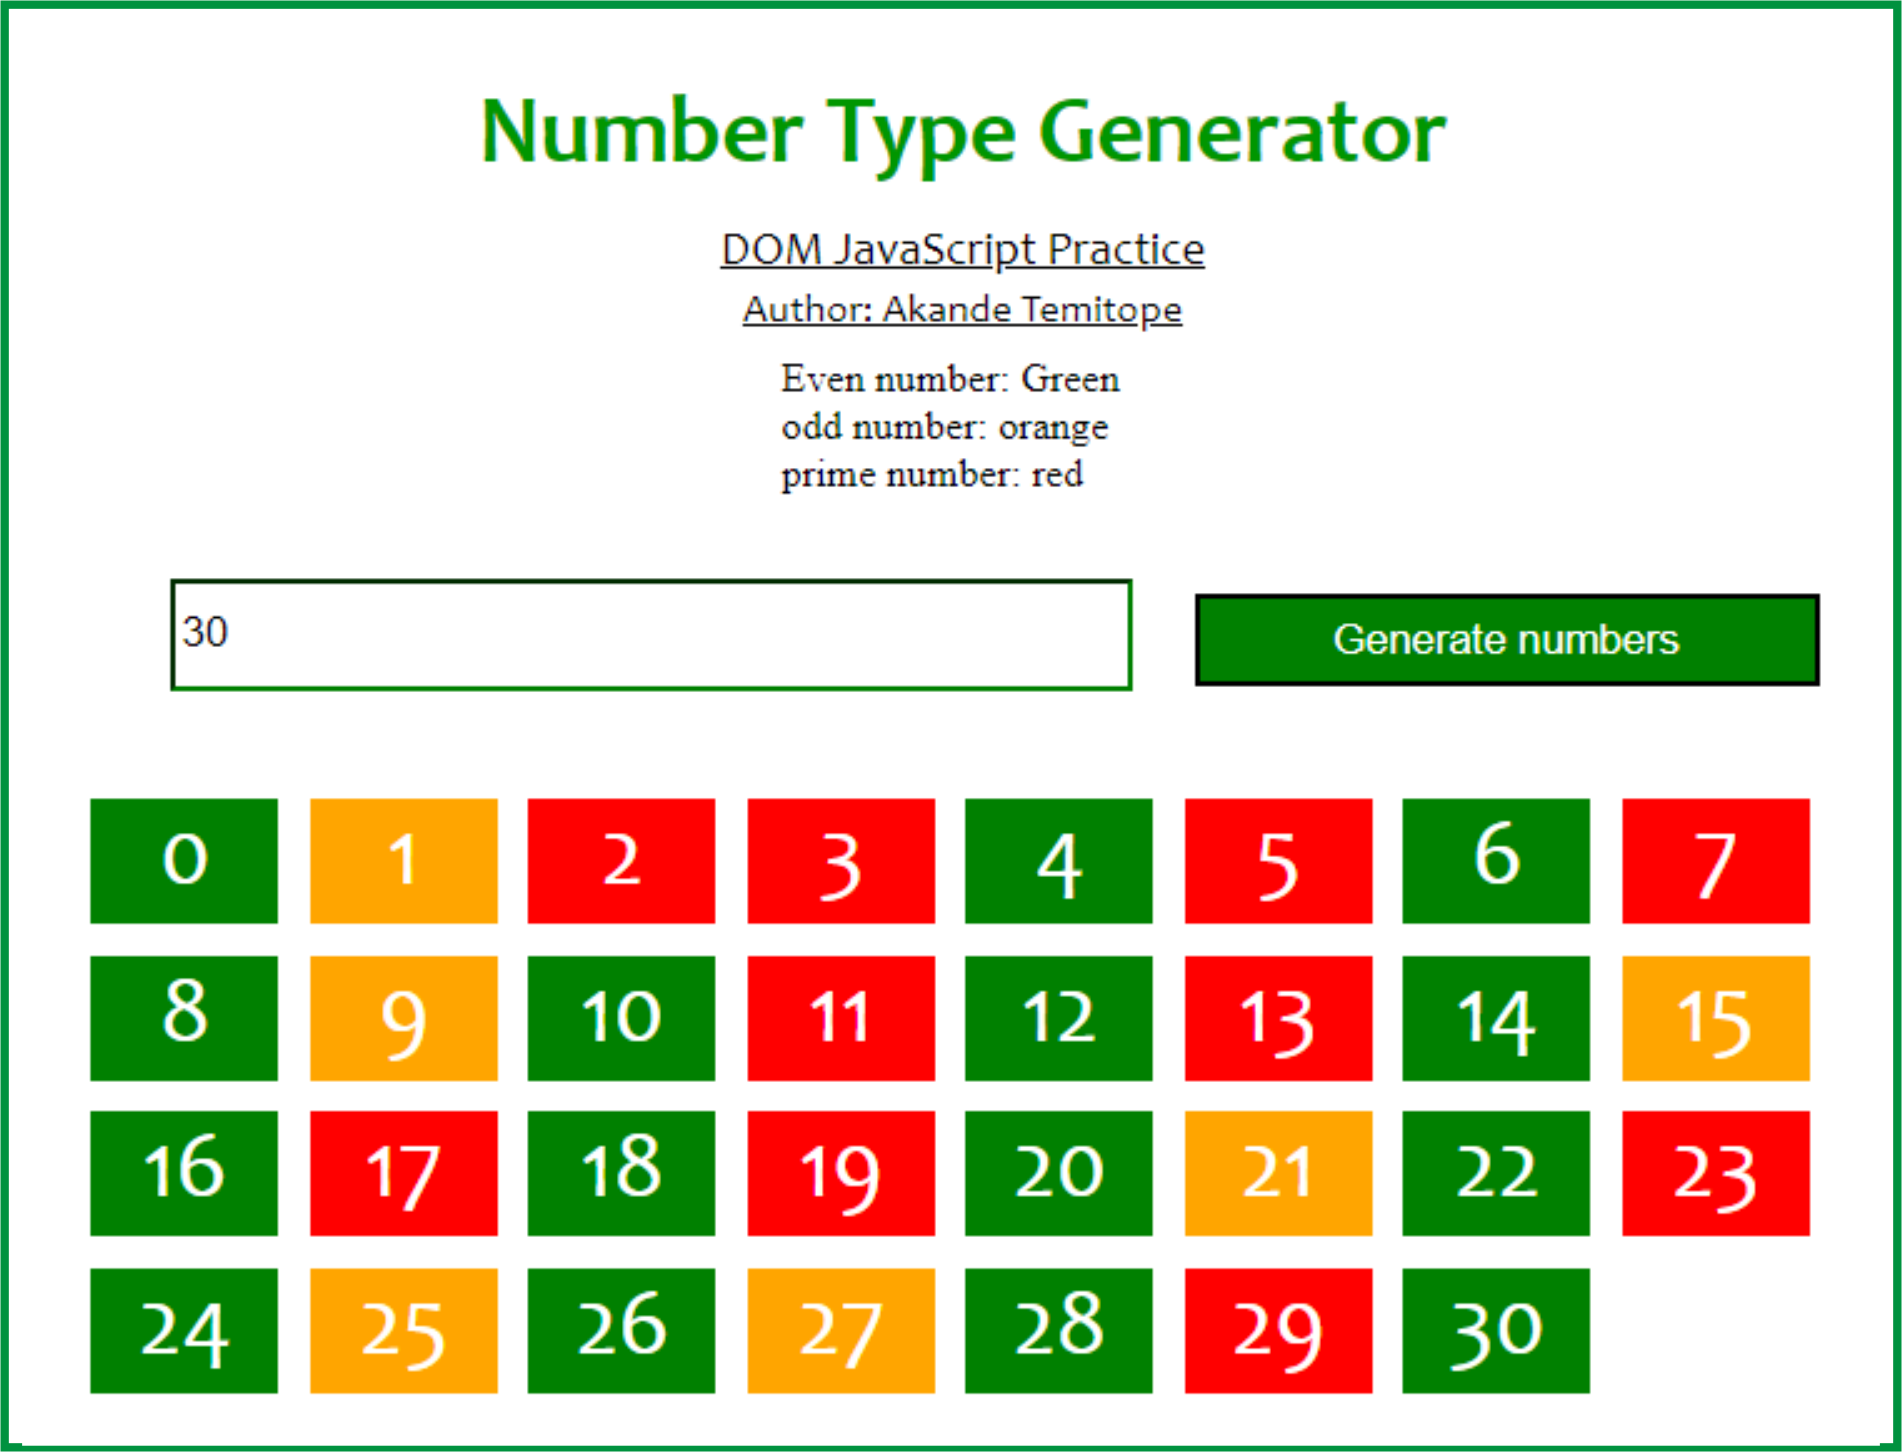 Number Type Generator
DOM JavaScript Practice
Author: Akande Temitope
Even number: Green
odd number: orange
prime number: red
30 Generate numbers
0 1 2 3 4 5 6 7
8 9 10 11 12 13 14 15
16 17 18 19 20 21 22 23
24 25 26 27 28 29 30